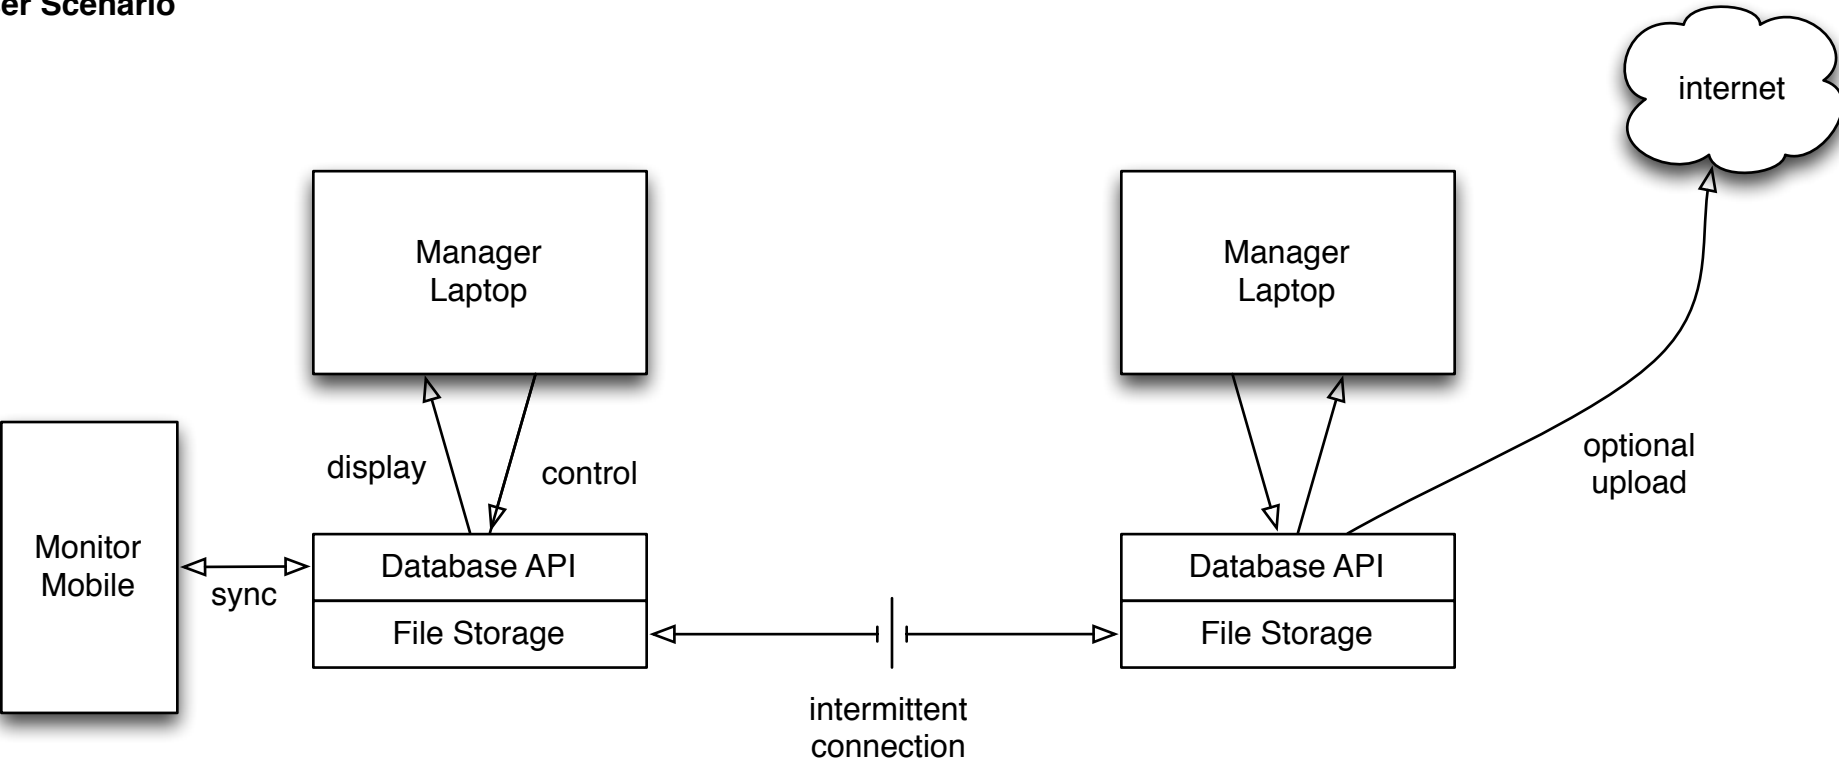 er Scenario
internet
Manager
Laptop
Manager
Laptop
display
control
optional
upload
Monitor
Mobile
sync
Database API
File Storage
Database API
File Storage
intermittent
connection